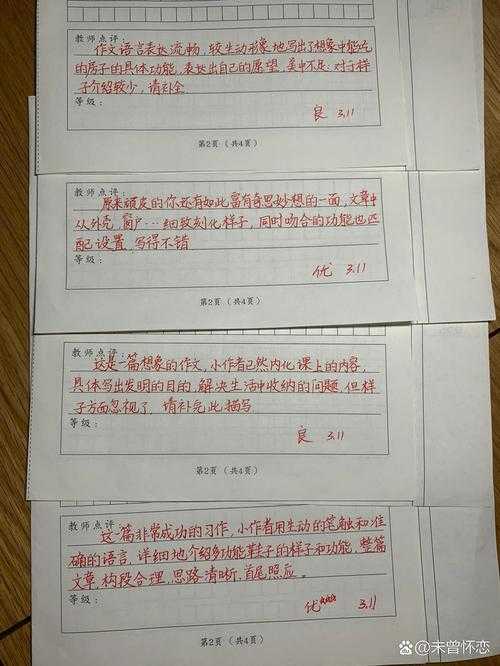 教师点评：
作文语言表达流畅，较生动形象地写出了想象中能吃
的房子的具体功能，表达出自己的愿望，美中不足：对于样
子介绍较少，请补全
等级：
良 3.11
第2页（共4页）
教师点评：
原来顽皮的你还有如此富有奇思妙想的一面，文章中
从外壳，窗户…细致刻化样子，同时吻合的功能也匹
配设置，写得不错
等级：
优 3.11
第2页（共4页）
教师点评：
这是一篇想象的作文，小作者已然内化课上的内容，
具体写出发明的目的，解决生活中收纳的问题，但样
子方面忽视了，请补充此描写
等级：
良 3.11
第2页（共4页）
教师点评：
这篇非常成功的习作，小作者用生动的笔触和准
确的语言，详细地介绍多功能鞋子的样子和功能，整篇
文章，构段合理，思路清晰，首尾照应。
等级：
优 3.11
第2页（共4页）
@未曾怀恋